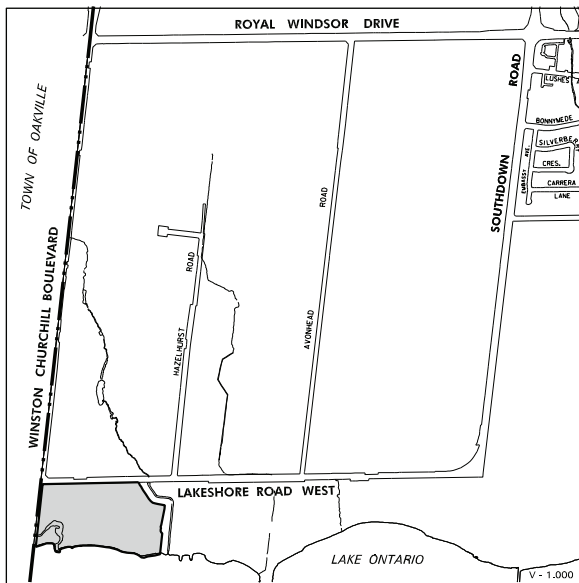 ROYAL WINDSOR DRIVE
TOWN OF OAKVILLE
ROAD
LUSHES
BONNYMEDE
SILVERBE
EMBASSY AVE.
CRES.
CARRERA
LANE
SOUTHDOWN
ROAD
ROAD
WINSTON CHURCHILL BOULEVARD
AVONHEAD
HAZELHURST
LAKESHORE ROAD WEST
LAKE ONTARIO
V - 1.000